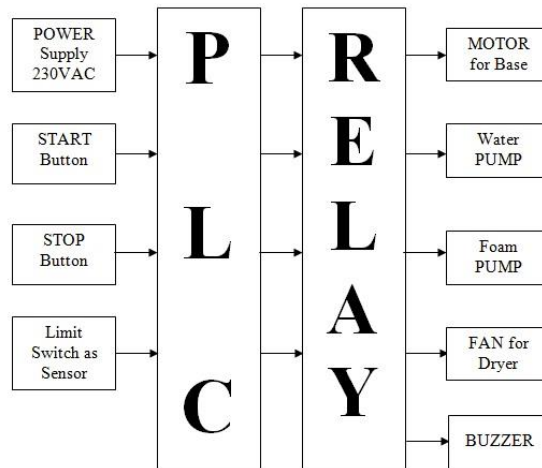 POWER
Supply
230VAC
START
Button
STOP
Button
Limit
Switch as
Sensor
P
L
C
R
E
L
A
Y
MOTOR
for Base
Water
PUMP
Foam
PUMP
FAN for
Dryer
BUZZER